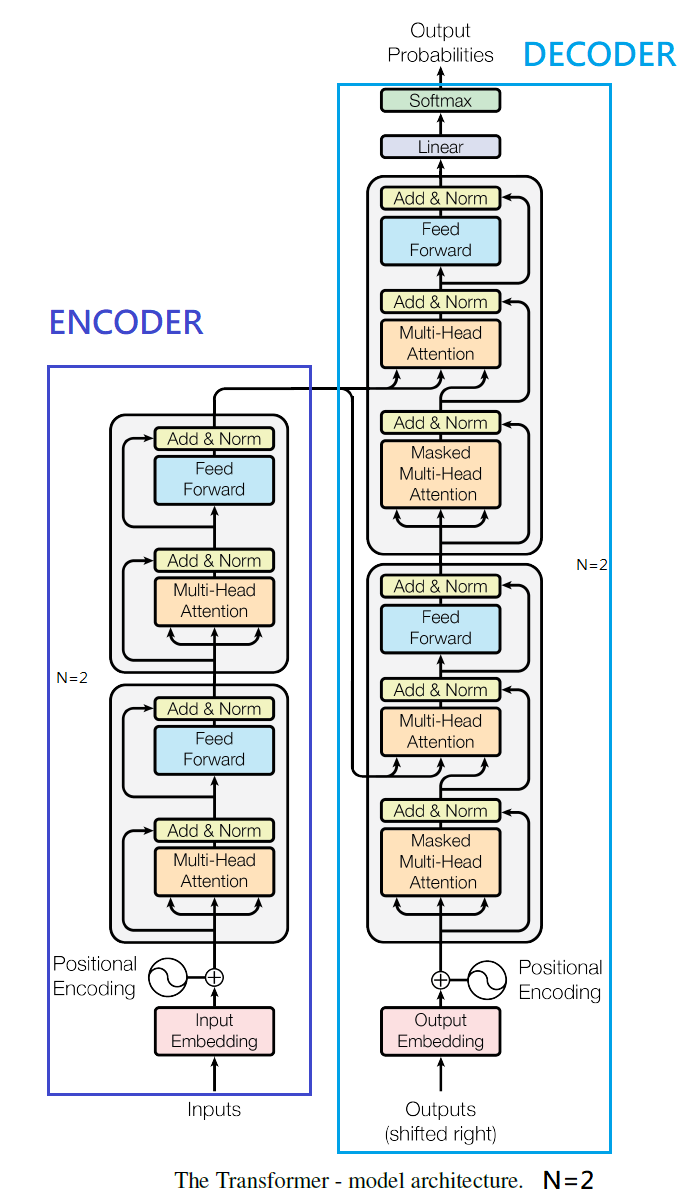 Output
Probabilities
DECODER
Softmax
Linear
Add & Norm
Feed
Forward
Add & Norm
Multi-Head
Attention
Add & Norm
Masked
Multi-Head
Attention
N=2
Add & Norm
Feed
Forward
Add & Norm
Multi-Head
Attention
Add & Norm
Masked
Multi-Head
Attention
Positional
Encoding
Output
Embedding
Outputs
(shifted right)
ENCODER
Add & Norm
Feed
Forward
Add & Norm
Multi-Head
Attention
N=2
Add & Norm
Feed
Forward
Add & Norm
Multi-Head
Attention
Positional
Encoding
Input
Embedding
Inputs
The Transformer - model architecture. N=2